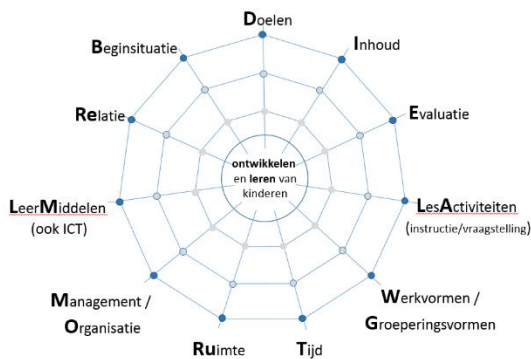 Doelen
Inhoud
Evaluatie
LesActiviteiten
(instructie/vraagstelling)
Werkvormen /
Groeperingsvormen
Tijd
Ruimte
Management /
Organisatie
LeerMiddelen
(ook ICT)
Relatie
Beginsituatie
ontwikkelen
en leren van
kinderen